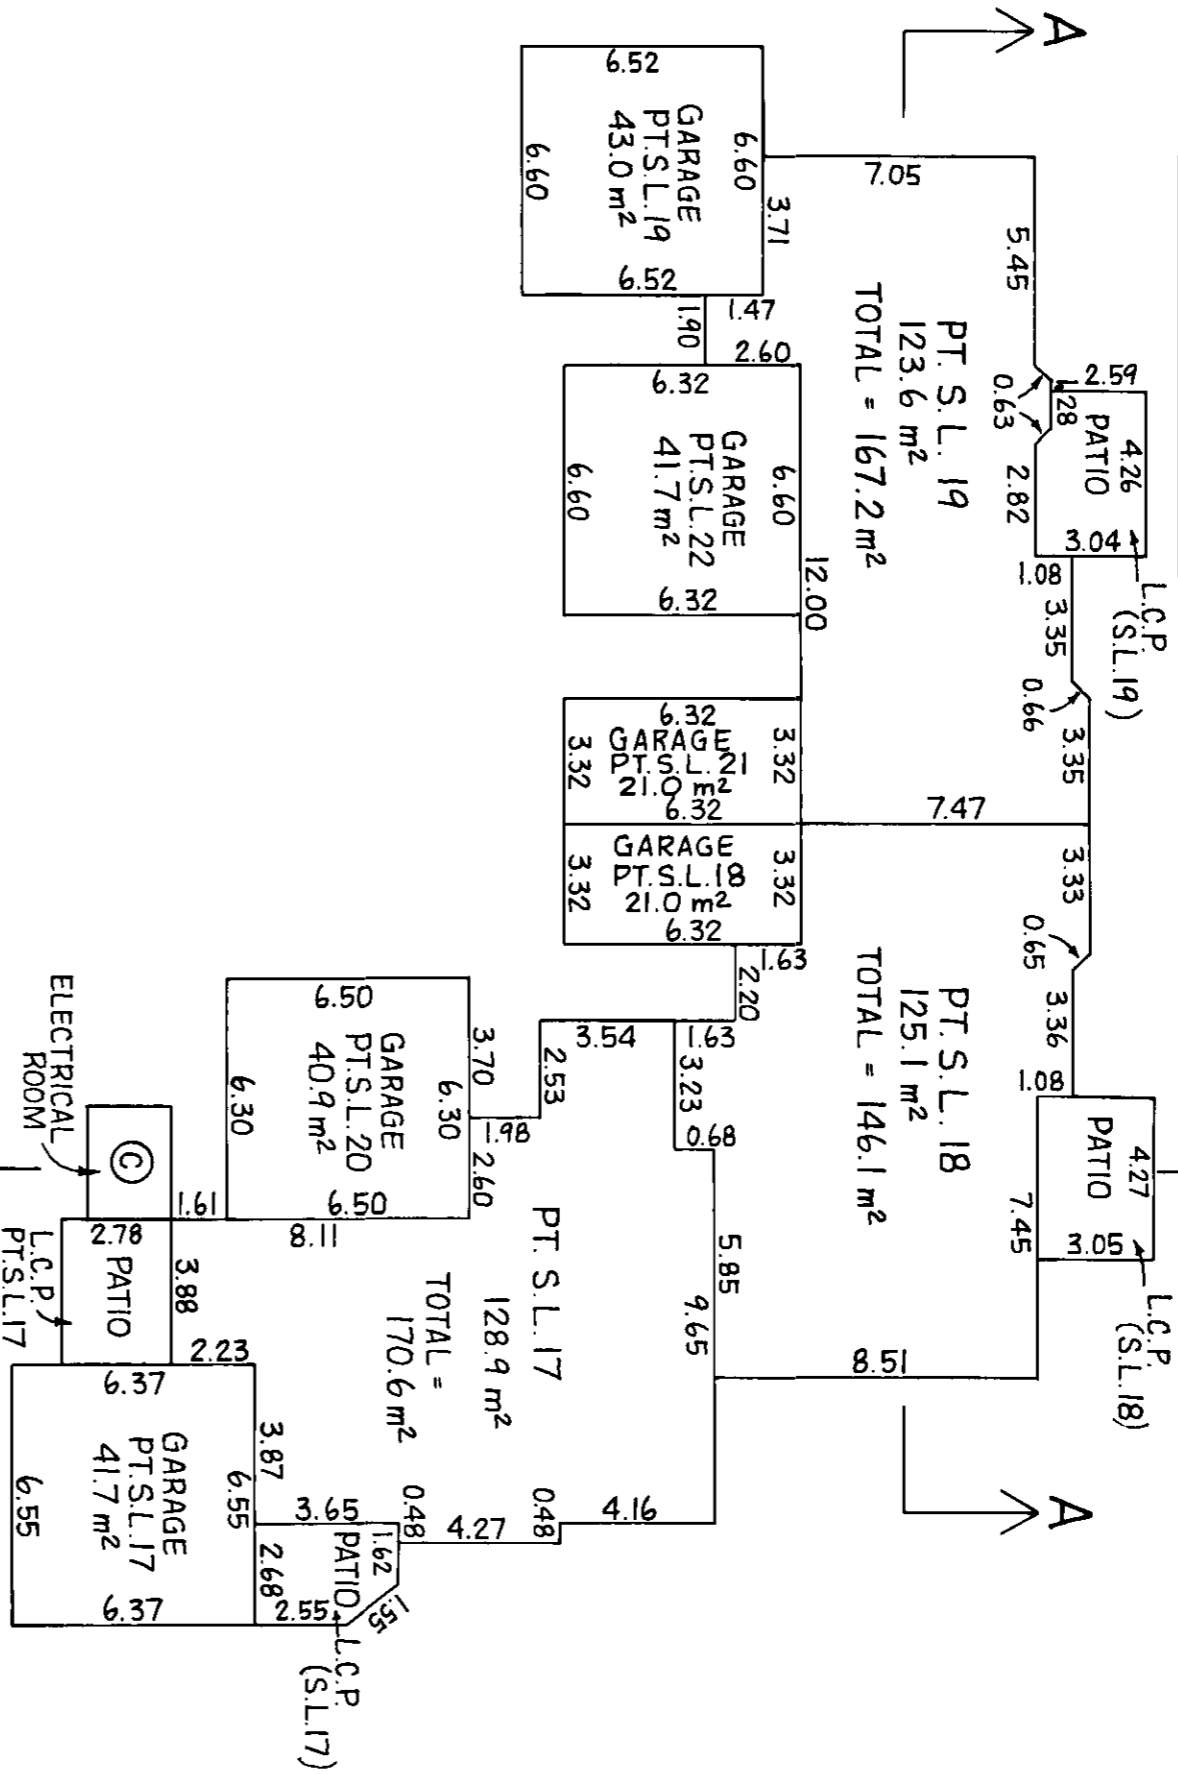 A
A
6.52
GARAGE
PT.S.L.19
43.0 m²
6.60
6.60
6.52
3.71
7.05
5.45
1.90
1.47
2.60
PT. S.L. 19
123.6 m²
TOTAL = 167.2 m²
0.63
1.28
2.59
PATIO
4.26
2.82
3.04
L.C.P.
(S.L.19)
1.08
3.35
0.66
3.35
6.32
GARAGE
PT.S.L.22
41.7 m²
6.60
6.60
6.32
12.00
6.32
GARAGE
PT.S.L. 21
21.0 m²
3.32
3.32
6.32
7.47
GARAGE
PT.S.L.18
21.0 m²
3.32
3.32
6.32
3.33
0.65
3.36
1.08
1.63
2.20
PT. S.L. 18
125.1 m²
TOTAL = 146.1 m²
PATIO
4.27
3.05
L.C.P.
(S.L.18)
7.45
8.51
3.54
1.63
3.23
0.68
5.85
9.65
2.53
1.98
6.50
GARAGE
PT.S.L.20
40.9 m²
3.70
6.30
2.60
6.30
6.50
8.11
1.61
ELECTRICAL
ROOM
C
2.78
PATIO
3.88
L.C.P.
PT.S.L.17
2.23
PT. S.L.17
128.9 m²
TOTAL =
170.6 m²
6.37
GARAGE
PT.S.L.17
41.7 m²
3.87
6.55
2.68
6.55
6.37
3.65
0.48
4.27
0.48
4.16
1.62
PATIO
1.55
2.55
L.C.P.
(S.L.17)